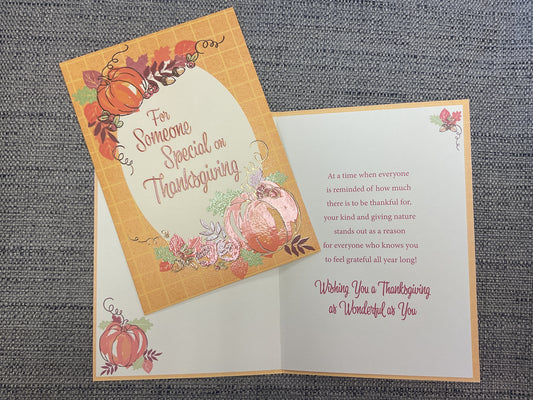 For
Someone
Special on
Thanksgiving
At a time when everyone
is reminded of how much
there is to be thankful for,
your kind and giving nature
stands out as a reason
for everyone who knows you
to feel grateful all year long!
Wishing You a Thanksgiving
as Wonderful as You